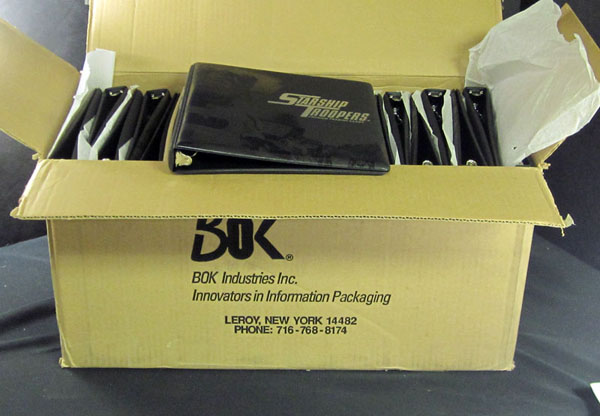 STARSHIP
TROOPERS
BOK®
BOK Industries Inc.
Innovators in Information Packaging
LEROY, NEW YORK 14482
PHONE: 716-768-8174